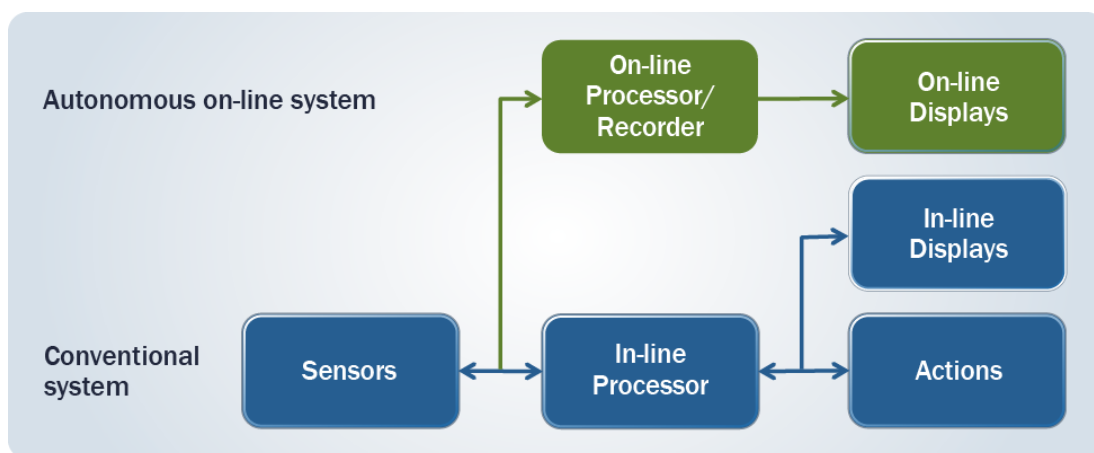 Autonomous on-line system
On-line
Processor/
Recorder
On-line
Displays
In-line
Displays
Conventional
system
Sensors
In-line
Processor
Actions